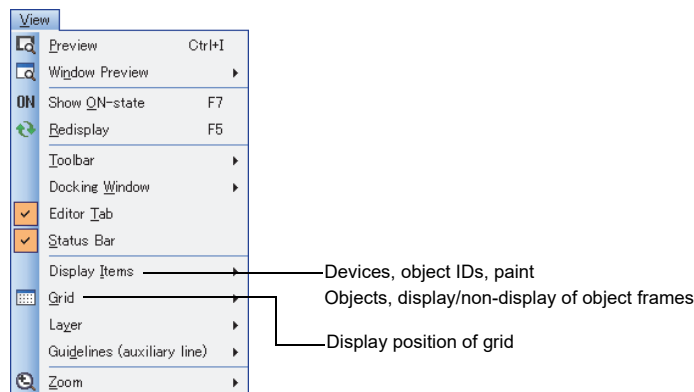 View
Preview Ctrl+I
Window Preview
ON Show ON-state F7
Redisplay F5
Toolbar
Docking Window
Editor Tab
Status Bar
Display Items
Devices, object IDs, paint
Grid
Objects, display/non-display of object frames
Layer
Display position of grid
Guidelines (auxiliary line)
Zoom